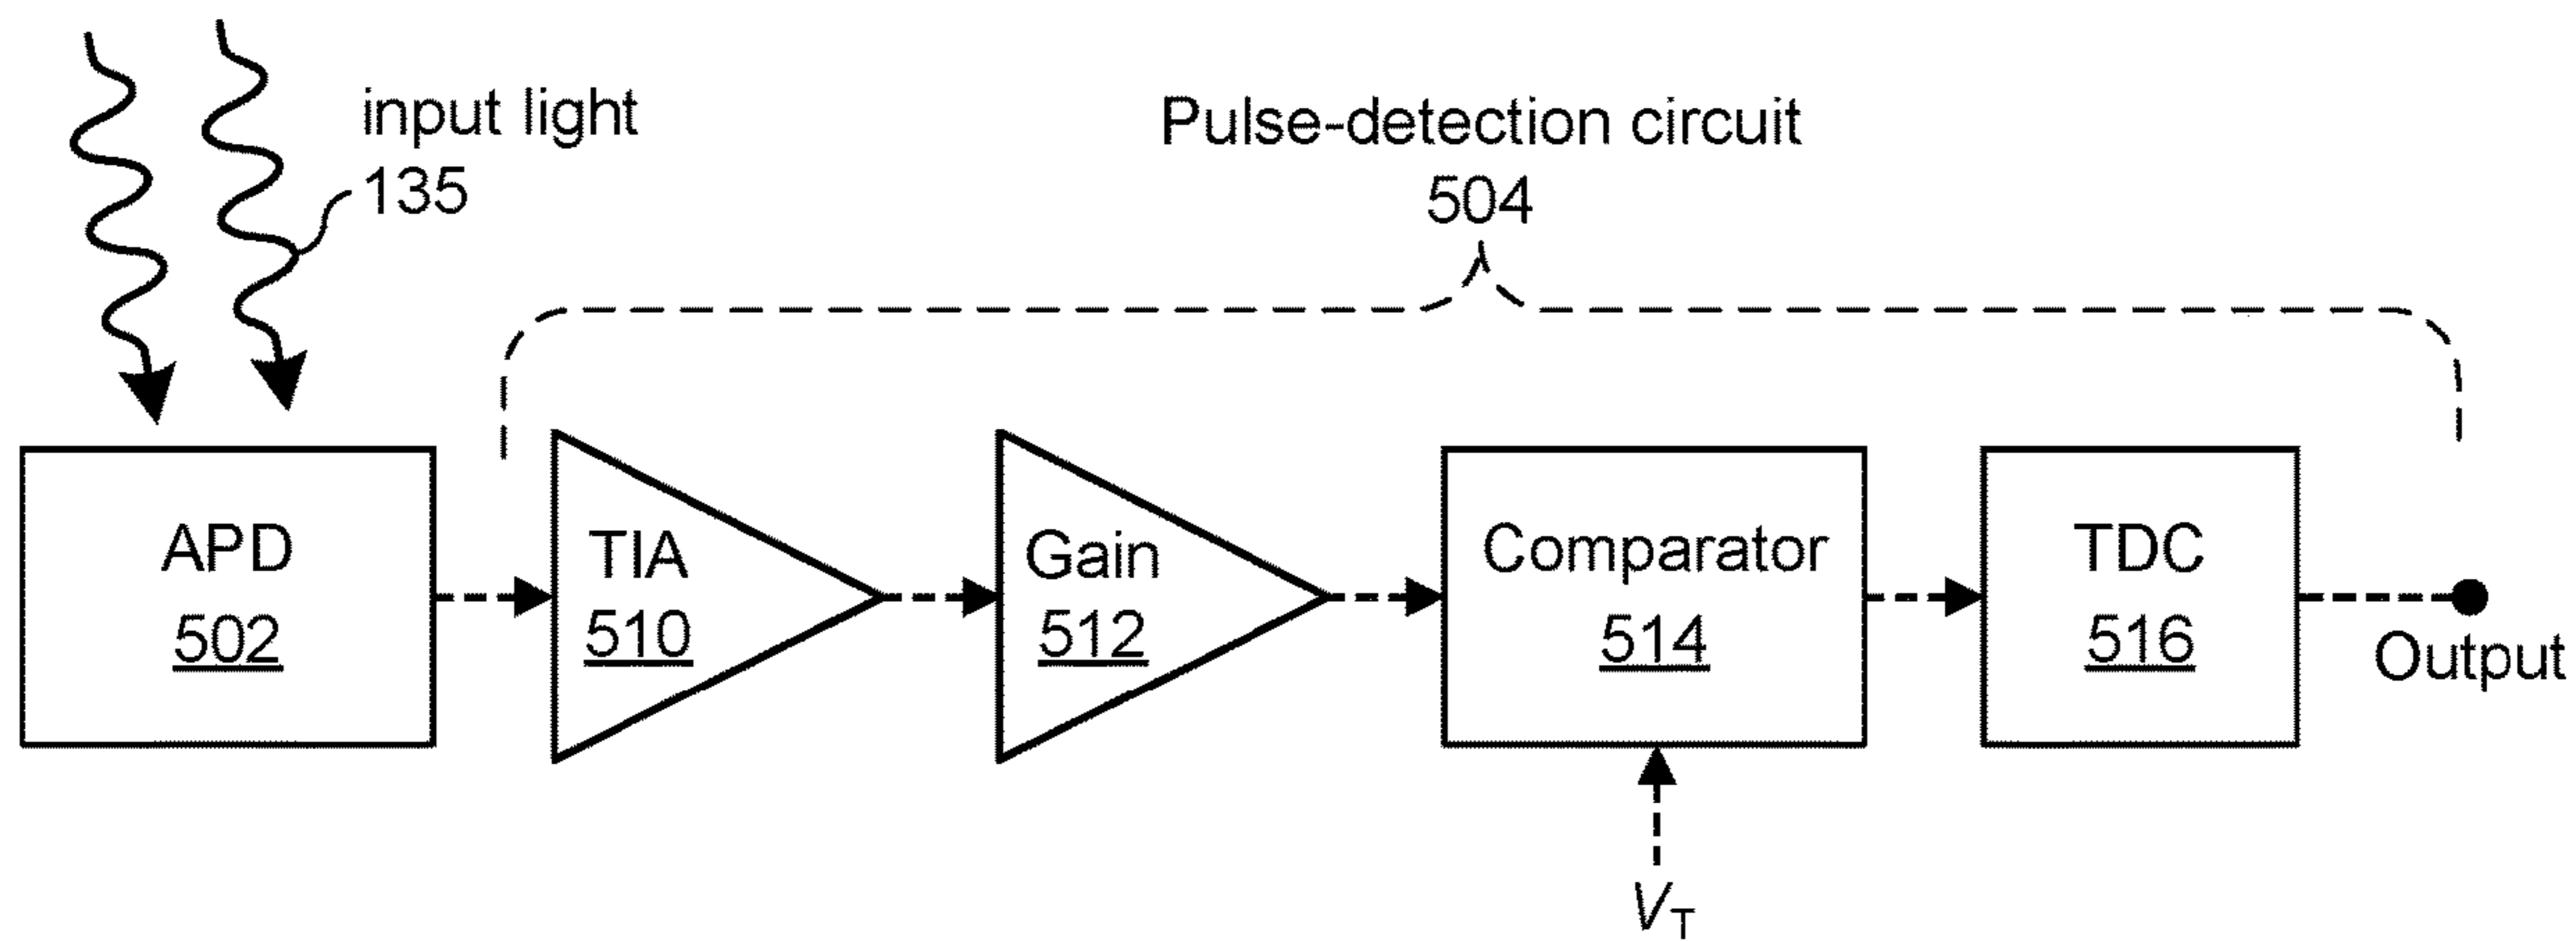 input light
135
Pulse-detection circuit
504
APD
502
TIA
510
Gain
512
Comparator
514
TDC
516
Output
VT